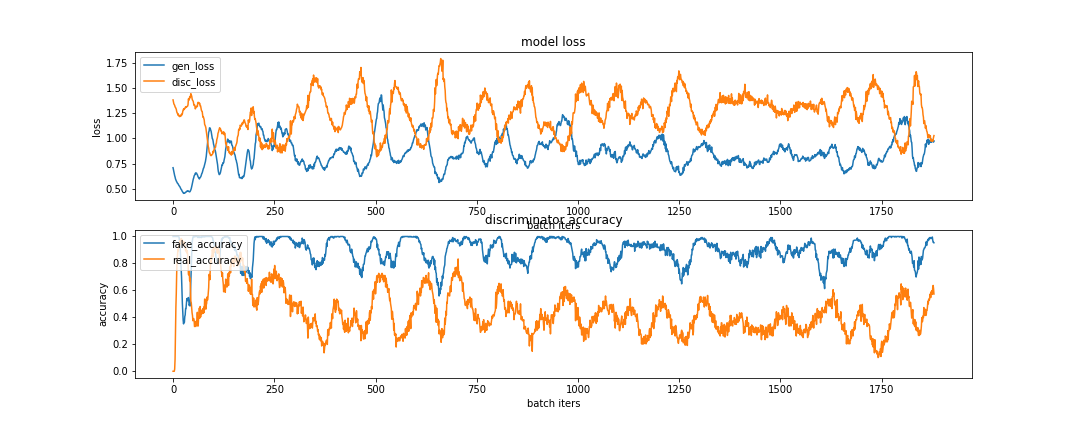 model loss
1.75
1.50
1.25
1.00
0.75
0.50
loss
gen_loss
disc_loss
0 250 500 750 1000 1250 1500 1750
batch iters
discriminator accuracy
1.0
0.8
0.6
0.4
0.2
0.0
accuracy
fake_accuracy
real_accuracy
0 250 500 750 1000 1250 1500 1750
batch iters